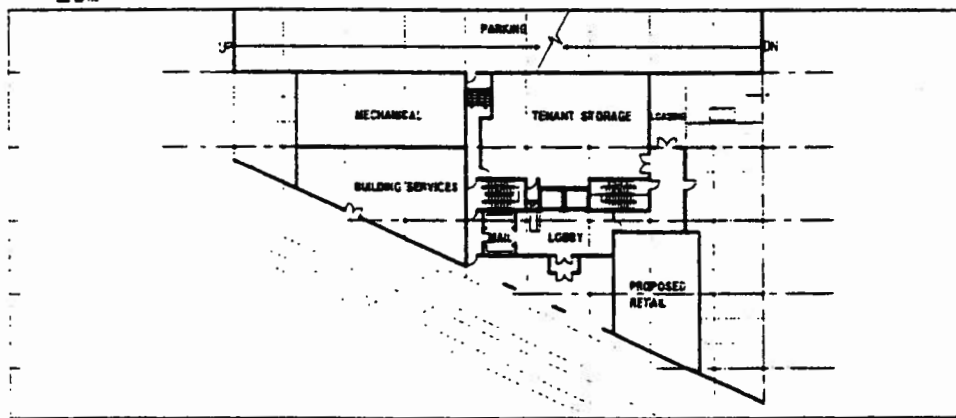 PARKING
UP
DN
MECHANICAL
TENANT STORAGE
LOADING
BUILDING SERVICES
MAIL
LOBBY
PROPOSED
RETAIL